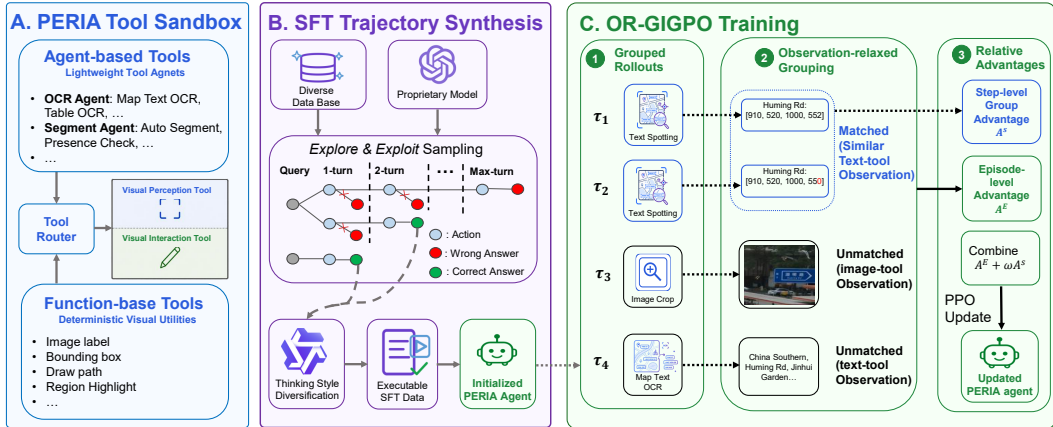 A. PERIA Tool Sandbox
Agent-based Tools
Lightweight Tool Agnets
• OCR Agent: Map Text OCR,
Table OCR, …
• Segment Agent: Auto Segment,
Presence Check, …
• …
Tool
Router
Visual Perception Tool
Visual Interaction Tool
Function-base Tools
Deterministic Visual Utilities
• Image label
• Bounding box
• Draw path
• Region Highlight
• …
B. SFT Trajectory Synthesis
Diverse
Data Base
Proprietary Model
Explore & Exploit Sampling
Query 1-turn 2-turn ... Max-turn
: Action
: Wrong Answer
: Correct Answer
Thinking Style
Diversification
Executable
SFT Data
Initialized
PERIA Agent
C. OR-GIGPO Training
1 Grouped
Rollouts
τ1
Text Spotting
τ2
Text Spotting
τ3
Image Crop
τ4
Map Text
OCR
2 Observation-relaxed
Grouping
Huming Rd:
[910, 520, 1000, 552]
Huming Rd:
[910, 520, 1000, 550]
Matched
(Similar
Text-tool
Observation)
Unmatched
(image-tool
Observation)
China Southern,
Huming Rd, Jinhui
Garden…
Unmatched
(text-tool
Observation)
3 Relative
Advantages
Step-level
Group
Advantage
Aˢ
Episode-
level
Advantage
Aᴱ
Combine
Aᴱ + ωAˢ
PPO
Update
Updated
PERIA agent